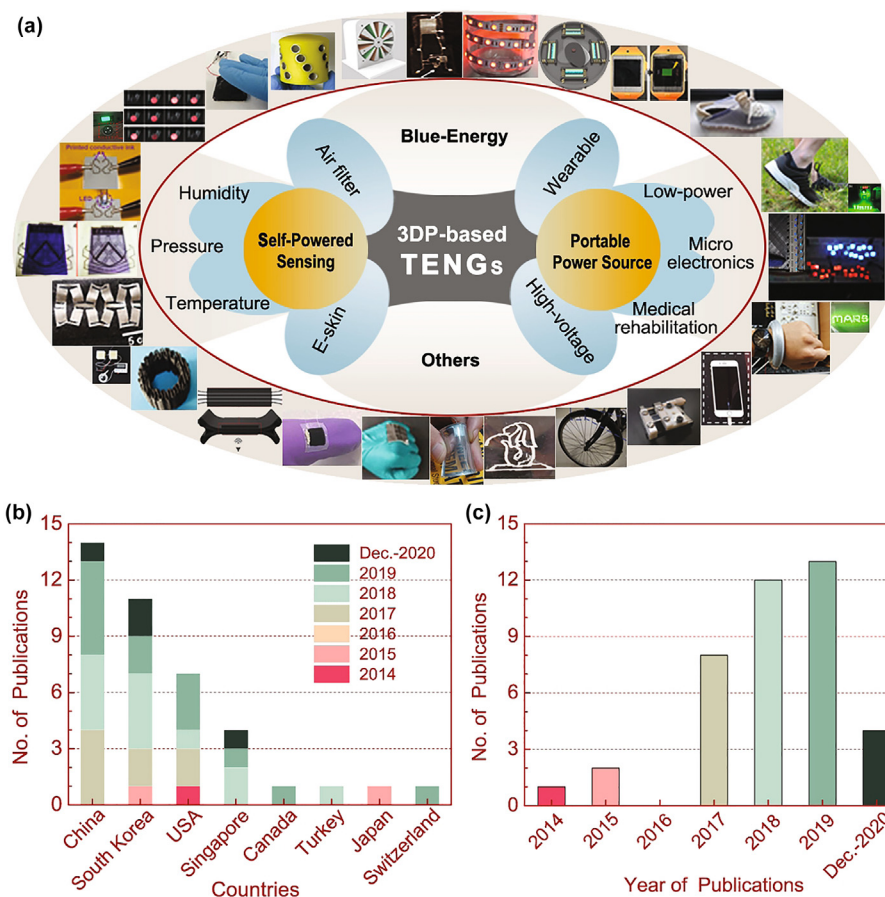 (a)
Blue-Energy
Air filter
Wearable
Humidity
Low-power
Printed conductive ink
LED
Pressure
Self-Powered
Sensing
3DP-based
TENGs
Portable
Power Source
Micro
electronics
Temperature
Medical
rehabilitation
E-skin
High-voltage
Others
MARS
(b)
(c)
15
12
9
6
3
0
No. of Publications
Dec.-2020
2019
2018
2017
2016
2015
2014
China
South Korea
USA
Singapore
Canada
Turkey
Japan
Switzerland
Countries
15
12
9
6
3
0
No. of Publications
2014
2015
2016
2017
2018
2019
Dec.-2020
Year of Publications